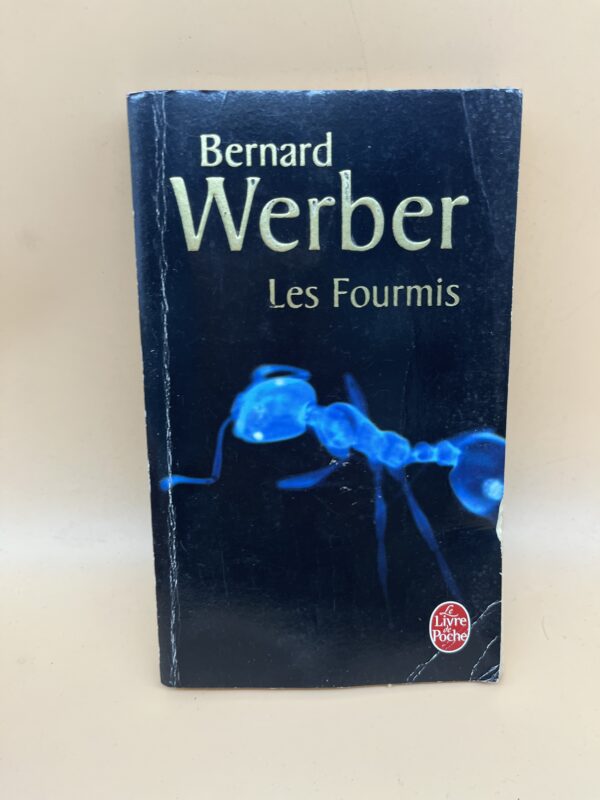 Bernard
Werber
Les Fourmis
Le
Livre
de
Poche